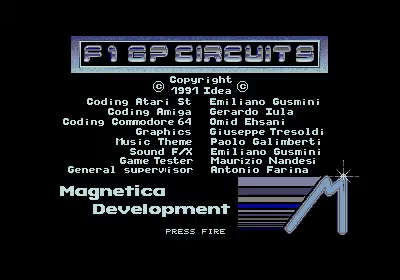 F1 GP CIRCUITS
Copyright
© 1991 Idea ©
Coding Atari St Emiliano Gusmini
Coding Amiga Gerardo Iula
Coding Commodore 64 Omid Ehsani
Graphics Giuseppe Tresoldi
Music Theme Paolo Galimberti
Sound F/X Emiliano Gusmini
Game Tester Maurizio Nandesi
General supervisor Antonio Farina
Magnetica
Development
PRESS FIRE